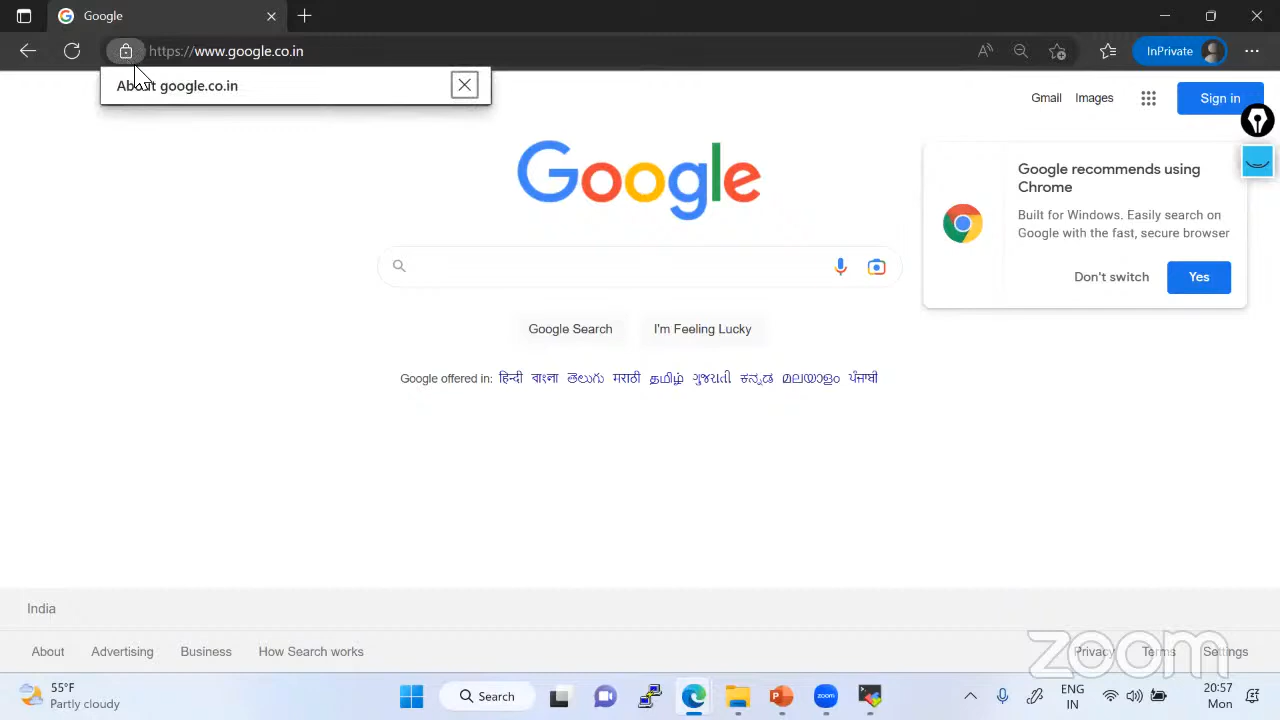 Google
https://www.google.co.in
InPrivate
About google.co.in
Gmail
Images
Sign in
Google
Google recommends using
Chrome
Built for Windows. Easily search on
Google with the fast, secure browser
Don't switch
Yes
Google Search
I'm Feeling Lucky
Google offered in: हिन्दी বাংলা తెలుగు मराठी தமிழ் ગુજરાતી ಕನ್ನಡ മലയാളം ਪੰਜਾਬੀ
India
About
Advertising
Business
How Search works
Privacy
Terms
Settings
zoom
55°F
Partly cloudy
Search
zoom
ENG
IN
20:57
Mon